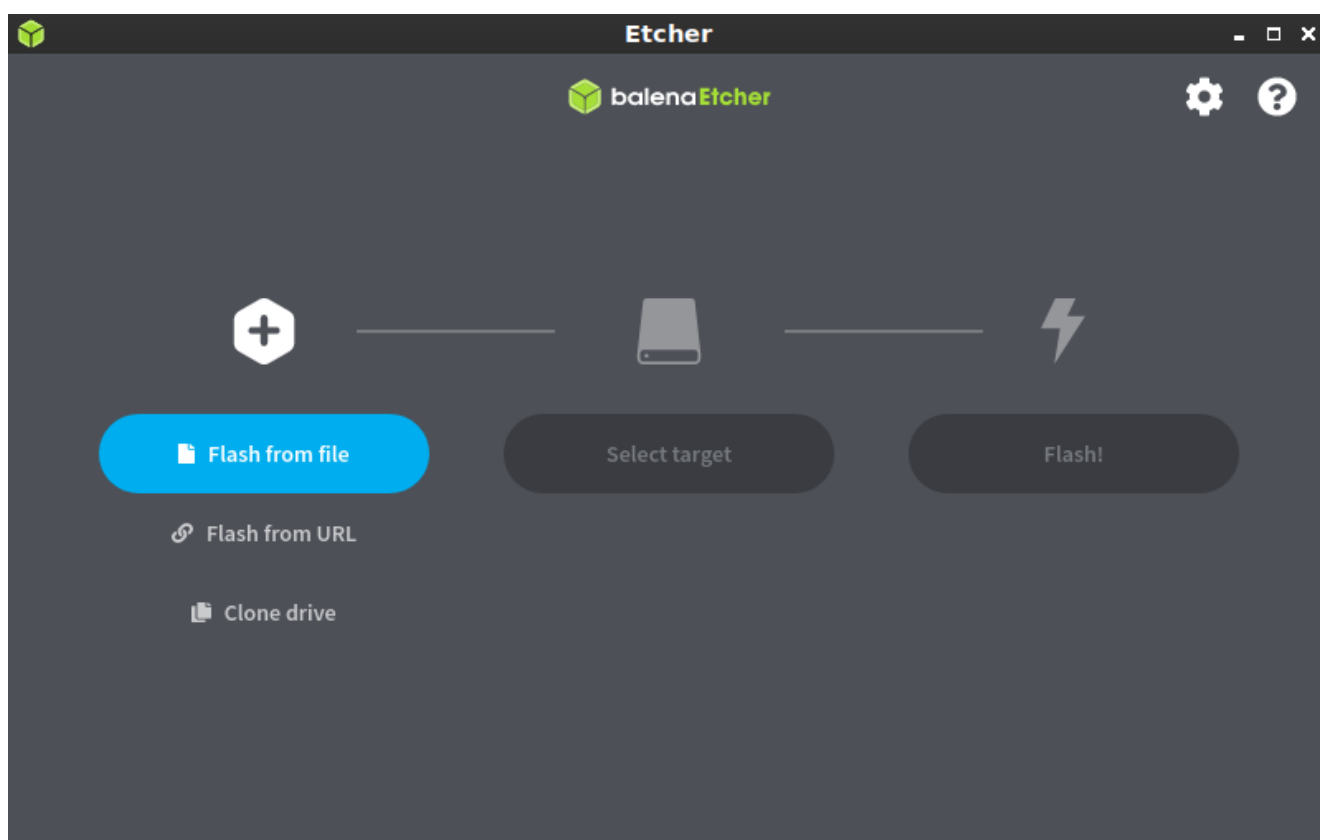 Etcher
balenaEtcher
Flash from file
Select target
Flash!
Flash from URL
Clone drive